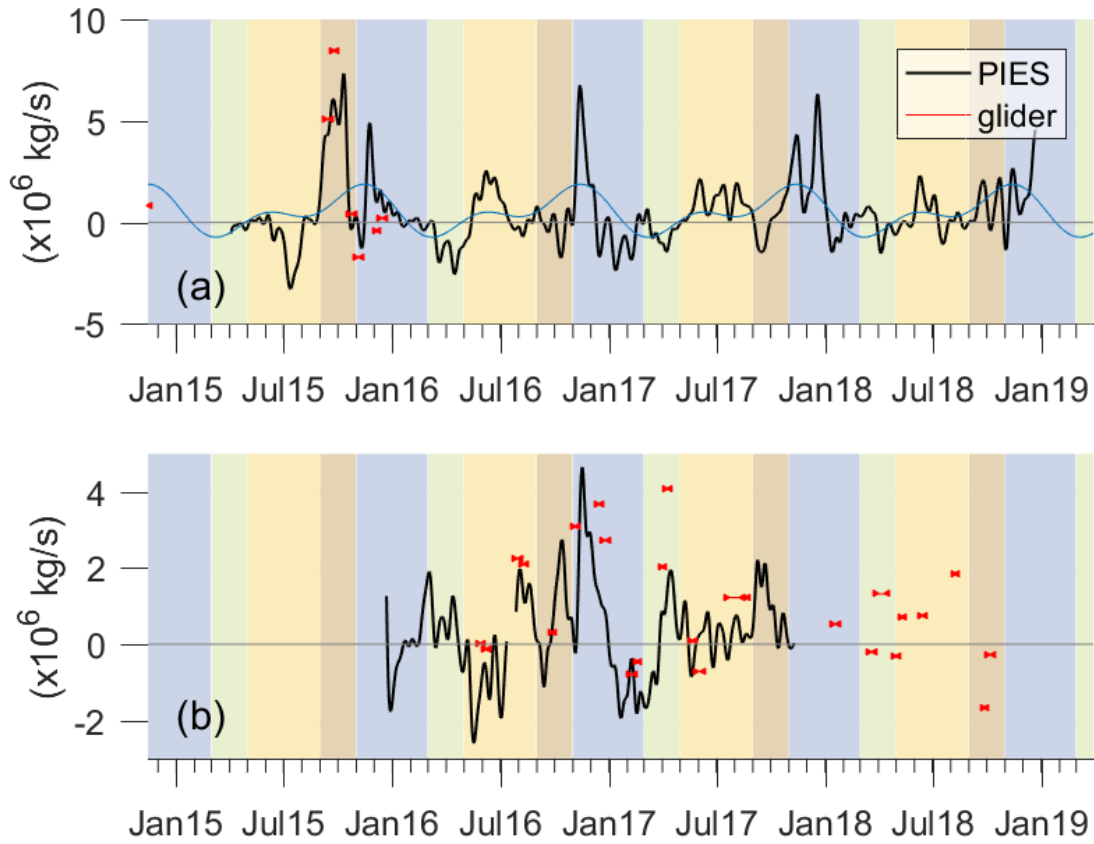 10
5
0
-5
(x10⁶ kg/s)
PIES
glider
(a)
Jan15 Jul15 Jan16 Jul16 Jan17 Jul17 Jan18 Jul18 Jan19
4
2
0
-2
(x10⁶ kg/s)
(b)
Jan15 Jul15 Jan16 Jul16 Jan17 Jul17 Jan18 Jul18 Jan19